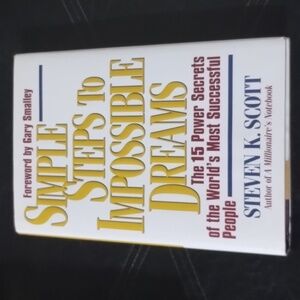 Foreword by Gary Smalley
SIMPLE
STEPS TO
IMPOSSIBLE
DREAMS
The 15 Power Secrets
of the World's Most Successful
People
STEVEN K. SCOTT
Author of A Millionaire's Notebook